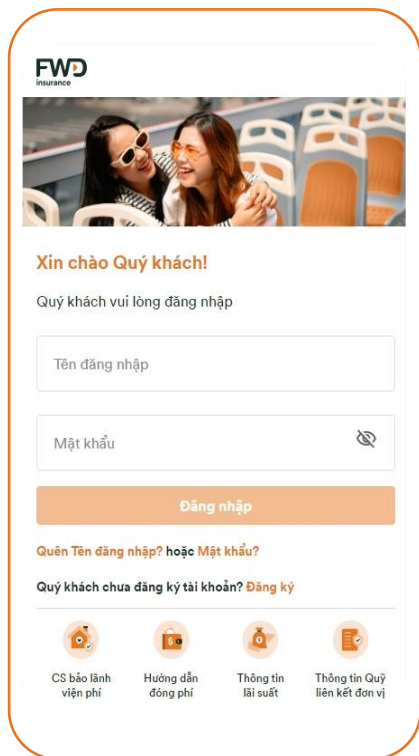 FWD
insurance
Xin chào Quý khách!
Quý khách vui lòng đăng nhập
Tên đăng nhập
Mật khẩu
Đăng nhập
Quên Tên đăng nhập? hoặc Mật khẩu?
Quý khách chưa đăng ký tài khoản? Đăng ký
CS bảo lãnh
viện phí
Hướng dẫn
đóng phí
Thông tin
lãi suất
Thông tin Quỹ
liên kết đơn vị